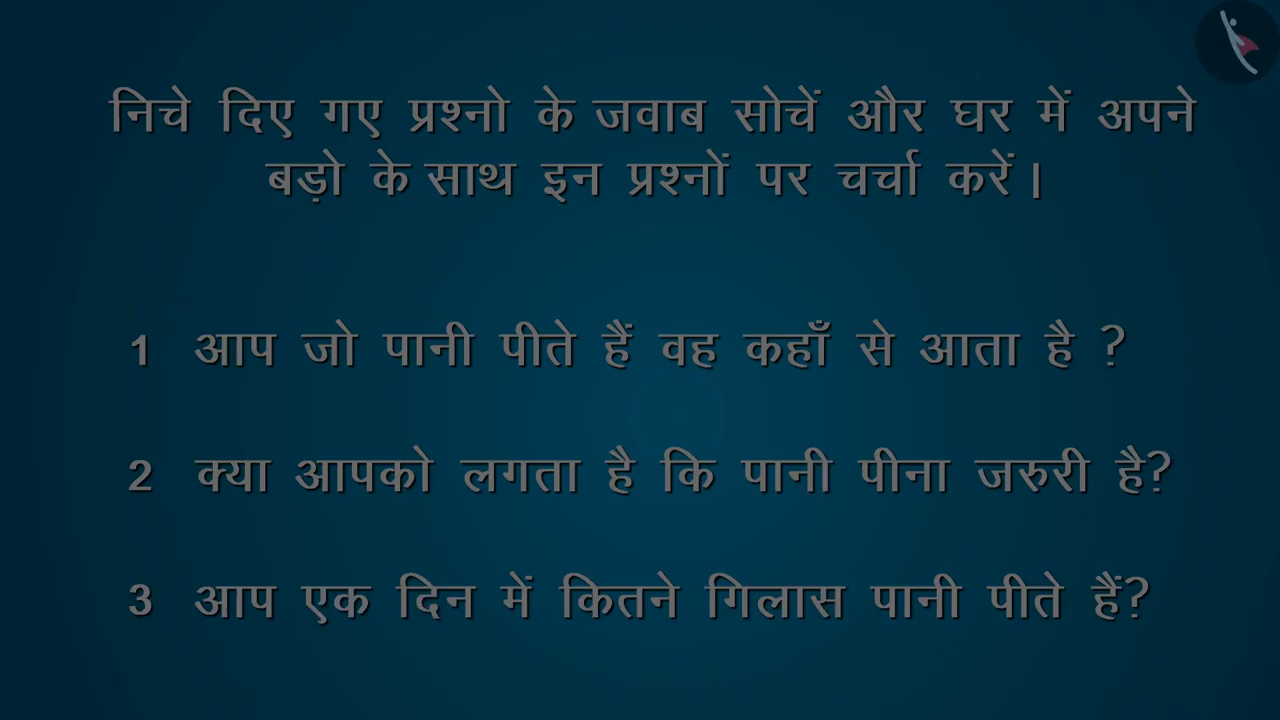 निचे दिए गए प्रश्नो के जवाब सोचें और घर में अपने
बड़ो के साथ इन प्रश्नों पर चर्चा करें।
1 आप जो पानी पीते हैं वह कहाँ से आता है ?
2 क्या आपको लगता है कि पानी पीना जरुरी है?
3 आप एक दिन में कितने गिलास पानी पीते हैं?